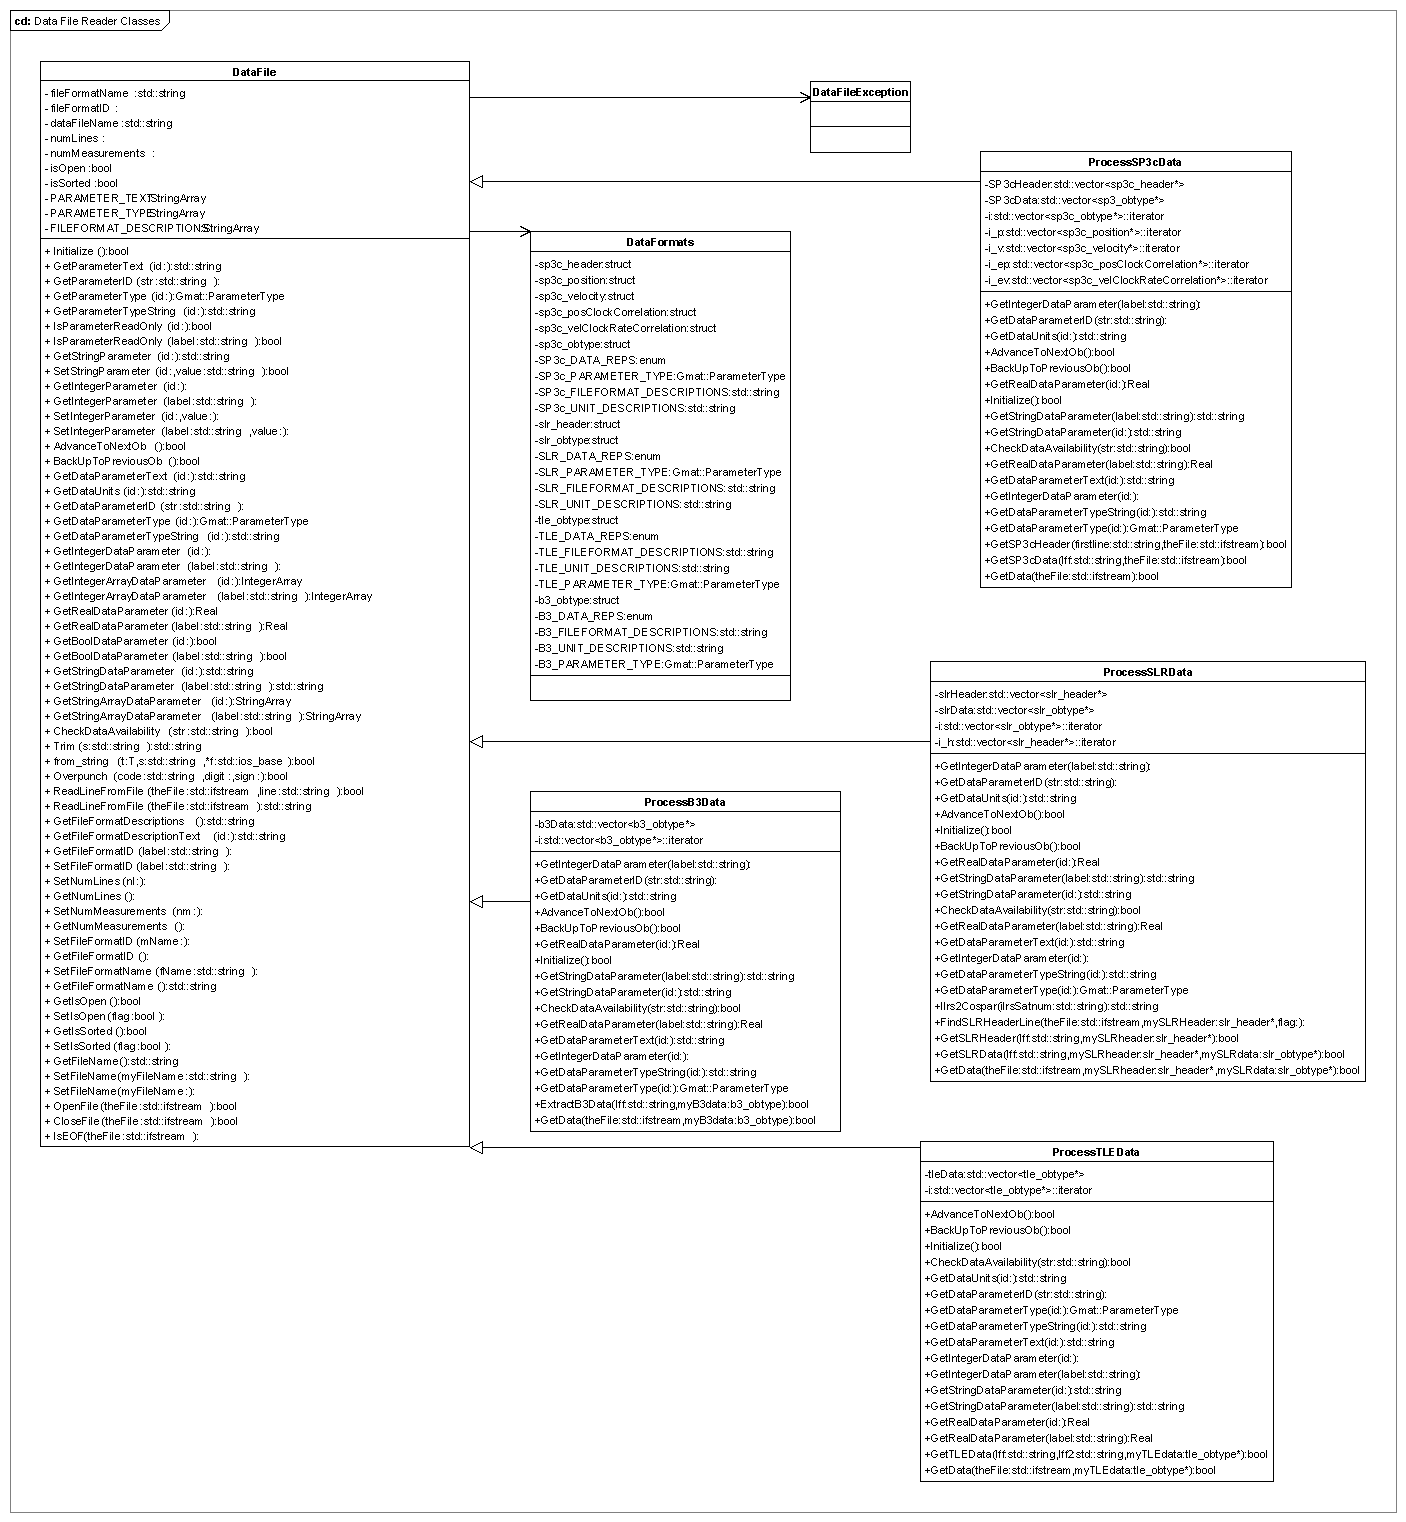 cd: Data File Reader Classes
DataFile
- fileFormatName :std::string
- fileFormatID :
- dataFileName :std::string
- numLines :
- numMeasurements :
- isOpen :bool
- isSorted :bool
- PARAMETER_TEXT:StringArray
- PARAMETER_TYPE:StringArray
- FILEFORMAT_DESCRIPTIONS:StringArray
+ Initialize ():bool
+ GetParameterText (id:):std::string
+ GetParameterID (str:std::string ):
+ GetParameterType (id:):Gmat::ParameterType
+ GetParameterTypeString (id:):std::string
+ IsParameterReadOnly (id:):bool
+ IsParameterReadOnly (label:std::string ):bool
+ GetStringParameter (id:):std::string
+ SetStringParameter (id:,value:std::string ):bool
+ GetIntegerParameter (id:):
+ GetIntegerParameter (label:std::string ):
+ SetIntegerParameter (id:,value:):
+ SetIntegerParameter (label:std::string ,value:):
+ AdvanceToNextOb ():bool
+ BackUpToPreviousOb ():bool
+ GetDataParameterText (id:):std::string
+ GetDataUnits (id:):std::string
+ GetDataParameterID (str:std::string ):
+ GetDataParameterType (id:):Gmat::ParameterType
+ GetDataParameterTypeString (id:):std::string
+ GetIntegerDataParameter (id:):
+ GetIntegerDataParameter (label:std::string ):
+ GetIntegerArrayDataParameter (id:):IntegerArray
+ GetIntegerArrayDataParameter (label:std::string ):IntegerArray
+ GetRealDataParameter (id:):Real
+ GetRealDataParameter (label:std::string ):Real
+ GetBoolDataParameter (id:):bool
+ GetBoolDataParameter (label:std::string ):bool
+ GetStringDataParameter (id:):std::string
+ GetStringDataParameter (label:std::string ):std::string
+ GetStringArrayDataParameter (id:):StringArray
+ GetStringArrayDataParameter (label:std::string ):StringArray
+ CheckDataAvailability (str:std::string ):bool
+ Trim (s:std::string ):std::string
+ from_string (t:T,s:std::string ,*f:std::ios_base ):bool
+ Overpunch (code:std::string ,digit:,sign:):bool
+ ReadLineFromFile (theFile:std::ifstream ,line:std::string ):bool
+ ReadLineFromFile (theFile:std::ifstream ):std::string
+ GetFileFormatDescriptions ():std::string
+ GetFileFormatDescriptionText (id:):std::string
+ GetFileFormatID (label:std::string ):
+ SetFileFormatID (label:std::string ):
+ SetNumLines (nl:):
+ GetNumLines ():
+ SetNumMeasurements (nm:):
+ GetNumMeasurements ():
+ SetFileFormatID (mName:):
+ GetFileFormatID ():
+ SetFileFormatName (fName:std::string ):
+ GetFileFormatName ():std::string
+ GetIsOpen ():bool
+ SetIsOpen (flag:bool ):
+ GetIsSorted ():bool
+ SetIsSorted (flag:bool ):
+ GetFileName ():std::string
+ SetFileName (myFileName:std::string ):
+ SetFileName (myFileName:):
+ OpenFile (theFile:std::ifstream ):bool
+ CloseFile (theFile:std::ifstream ):bool
+ IsEOF (theFile:std::ifstream ):
DataFileException
DataFormats
-sp3c_header:struct
-sp3c_position:struct
-sp3c_velocity:struct
-sp3c_posClockCorrelation:struct
-sp3c_velClockRateCorrelation:struct
-sp3c_obtype:struct
-SP3c_DATA_REPS:enum
-SP3c_PARAMETER_TYPE:Gmat::ParameterType
-SP3c_FILEFORMAT_DESCRIPTIONS:std::string
-SP3c_UNIT_DESCRIPTIONS:std::string
-slr_header:struct
-slr_obtype:struct
-SLR_DATA_REPS:enum
-SLR_PARAMETER_TYPE:Gmat::ParameterType
-SLR_FILEFORMAT_DESCRIPTIONS:std::string
-SLR_UNIT_DESCRIPTIONS:std::string
-tle_obtype:struct
-TLE_DATA_REPS:enum
-TLE_FILEFORMAT_DESCRIPTIONS:std::string
-TLE_UNIT_DESCRIPTIONS:std::string
-TLE_PARAMETER_TYPE:Gmat::ParameterType
-b3_obtype:struct
-B3_DATA_REPS:enum
-B3_FILEFORMAT_DESCRIPTIONS:std::string
-B3_UNIT_DESCRIPTIONS:std::string
-B3_PARAMETER_TYPE:Gmat::ParameterType
ProcessSP3cData
-SP3cHeader:std::vector<sp3c_header*>
-SP3cData:std::vector<sp3_obtype*>
-i:std::vector<sp3c_obtype*>::iterator
-i_p:std::vector<sp3c_position*>::iterator
-i_v:std::vector<sp3c_velocity*>::iterator
-i_ep:std::vector<sp3c_posClockCorrelation*>::iterator
-i_ev:std::vector<sp3c_velClockRateCorrelation*>::iterator
+GetIntegerDataParameter(label:std::string):
+GetDataParameterID(str:std::string):
+GetDataUnits(id:):std::string
+AdvanceToNextOb():bool
+BackUpToPreviousOb():bool
+GetRealDataParameter(id:):Real
+Initialize():bool
+GetStringDataParameter(label:std::string):std::string
+GetStringDataParameter(id:):std::string
+CheckDataAvailability(str:std::string):bool
+GetRealDataParameter(label:std::string):Real
+GetDataParameterText(id:):std::string
+GetIntegerDataParameter(id:):
+GetDataParameterTypeString(id:):std::string
+GetDataParameterType(id:):Gmat::ParameterType
+GetSP3cHeader(firstline:std::string,theFile:std::ifstream):bool
+GetSP3cData(lff:std::string,theFile:std::ifstream):bool
+GetData(theFile:std::ifstream):bool
ProcessSLRData
-slrHeader:std::vector<slr_header*>
-slrData:std::vector<slr_obtype*>
-i:std::vector<slr_obtype*>::iterator
-i_h:std::vector<slr_header*>::iterator
+GetIntegerDataParameter(label:std::string):
+GetDataParameterID(str:std::string):
+GetDataUnits(id:):std::string
+AdvanceToNextOb():bool
+Initialize():bool
+BackUpToPreviousOb():bool
+GetRealDataParameter(id:):Real
+GetStringDataParameter(label:std::string):std::string
+GetStringDataParameter(id:):std::string
+CheckDataAvailability(str:std::string):bool
+GetRealDataParameter(label:std::string):Real
+GetDataParameterText(id:):std::string
+GetIntegerDataParameter(id:):
+GetDataParameterTypeString(id:):std::string
+GetDataParameterType(id:):Gmat::ParameterType
+Ilrs2Cospar(ilrsSatnum:std::string):std::string
+FindSLRHeaderLine(theFile:std::ifstream,mySLRHeader:slr_header*,flag:):
+GetSLRHeader(lff:std::string,mySLRheader:slr_header*):bool
+GetSLRData(lff:std::string,mySLRheader:slr_header*,mySLRdata:slr_obtype*):bool
+GetData(theFile:std::ifstream,mySLRheader:slr_header*,mySLRdata:slr_obtype*):bool
ProcessB3Data
-b3Data:std::vector<b3_obtype*>
-i:std::vector<b3_obtype*>::iterator
+GetIntegerDataParameter(label:std::string):
+GetDataParameterID(str:std::string):
+GetDataUnits(id:):std::string
+AdvanceToNextOb():bool
+BackUpToPreviousOb():bool
+GetRealDataParameter(id:):Real
+Initialize():bool
+GetStringDataParameter(label:std::string):std::string
+GetStringDataParameter(id:):std::string
+CheckDataAvailability(str:std::string):bool
+GetRealDataParameter(label:std::string):Real
+GetDataParameterText(id:):std::string
+GetIntegerDataParameter(id:):
+GetDataParameterTypeString(id:):std::string
+GetDataParameterType(id:):Gmat::ParameterType
+ExtractB3Data(lff:std::string,myB3data:b3_obtype):bool
+GetData(theFile:std::ifstream,myB3data:b3_obtype):bool
ProcessTLEData
-tleData:std::vector<tle_obtype*>
-i:std::vector<tle_obtype*>::iterator
+AdvanceToNextOb():bool
+BackUpToPreviousOb():bool
+Initialize():bool
+CheckDataAvailability(str:std::string):bool
+GetDataUnits(id:):std::string
+GetDataParameterID(str:std::string):
+GetDataParameterType(id:):Gmat::ParameterType
+GetDataParameterTypeString(id:):std::string
+GetDataParameterText(id:):std::string
+GetIntegerDataParameter(id:):
+GetIntegerDataParameter(label:std::string):
+GetStringDataParameter(id:):std::string
+GetStringDataParameter(label:std::string):std::string
+GetRealDataParameter(id:):Real
+GetRealDataParameter(label:std::string):Real
+GetTLEData(lff:std::string,lff2:std::string,myTLEdata:tle_obtype*):bool
+GetData(theFile:std::ifstream,myTLEdata:tle_obtype*):bool